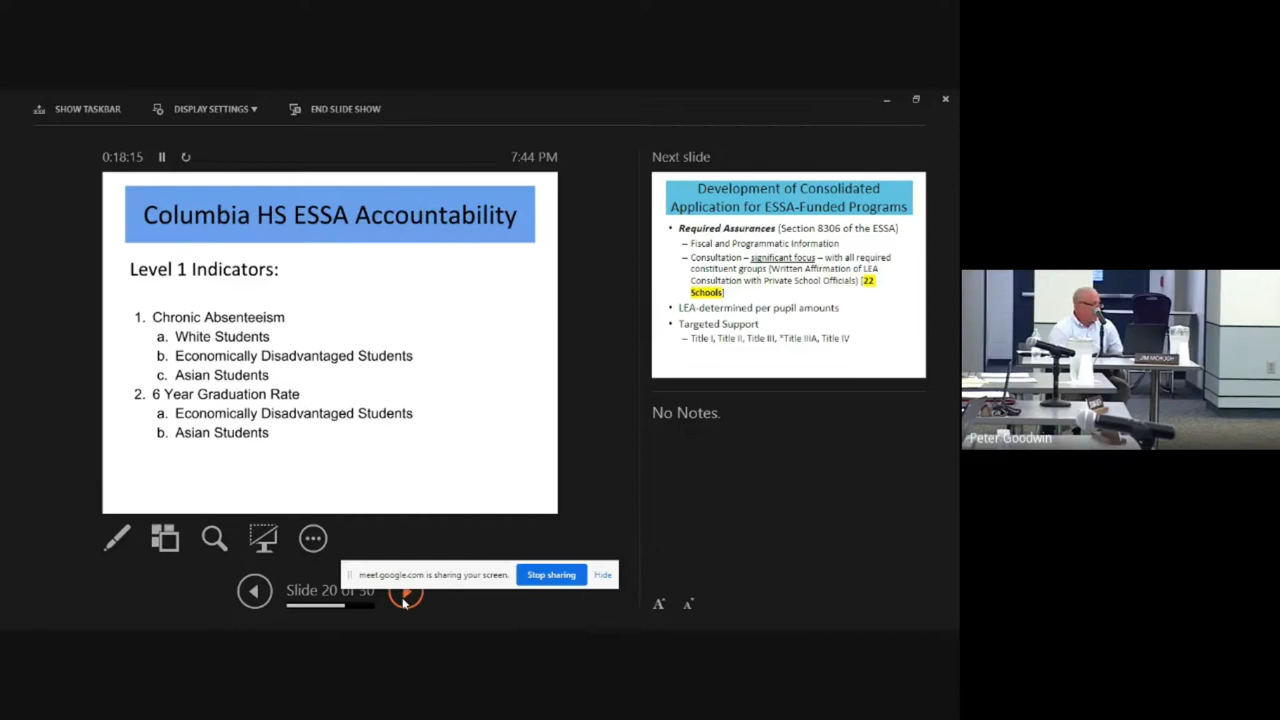 SHOW TASKBAR
DISPLAY SETTINGS
END SLIDE SHOW
0:18:15
7:44 PM
Columbia HS ESSA Accountability
Level 1 Indicators:
1. Chronic Absenteeism
a. White Students
b. Economically Disadvantaged Students
c. Asian Students
2. 6 Year Graduation Rate
a. Economically Disadvantaged Students
b. Asian Students
meet.google.com is sharing your screen.
Stop sharing
Hide
Slide 20 of 30
Next slide
Development of Consolidated
Application for ESSA-Funded Programs
• Required Assurances (Section 8306 of the ESSA)
– Fiscal and Programmatic Information
– Consultation – significant focus – with all required
constituent groups (Written Affirmation of LEA
Consultation with Private School Officials) [22
Schools]
• LEA-determined per pupil amounts
• Targeted Support
– Title I, Title II, Title III, *Title IIIA, Title IV
No Notes.
A A
JIM
Peter Goodwin